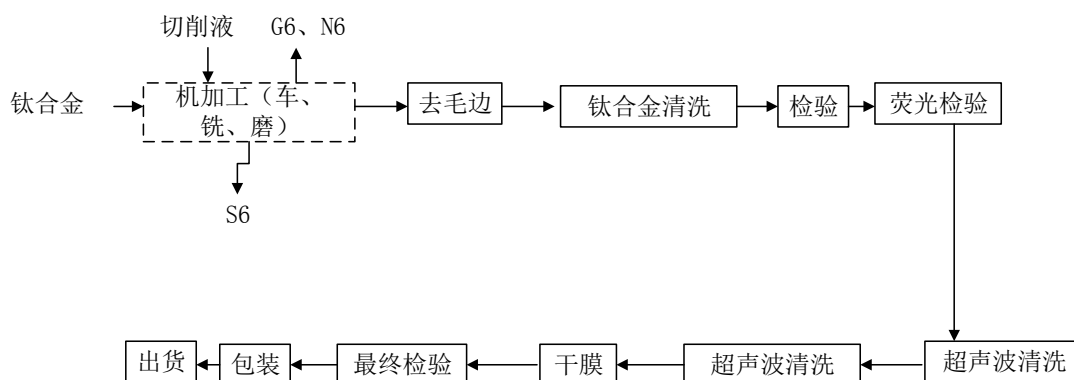 切削液
G6、N6
钛合金
机加工（车、
铣、磨）
去毛边
钛合金清洗
检验
荧光检验
S6
出货
包装
最终检验
干膜
超声波清洗
超声波清洗